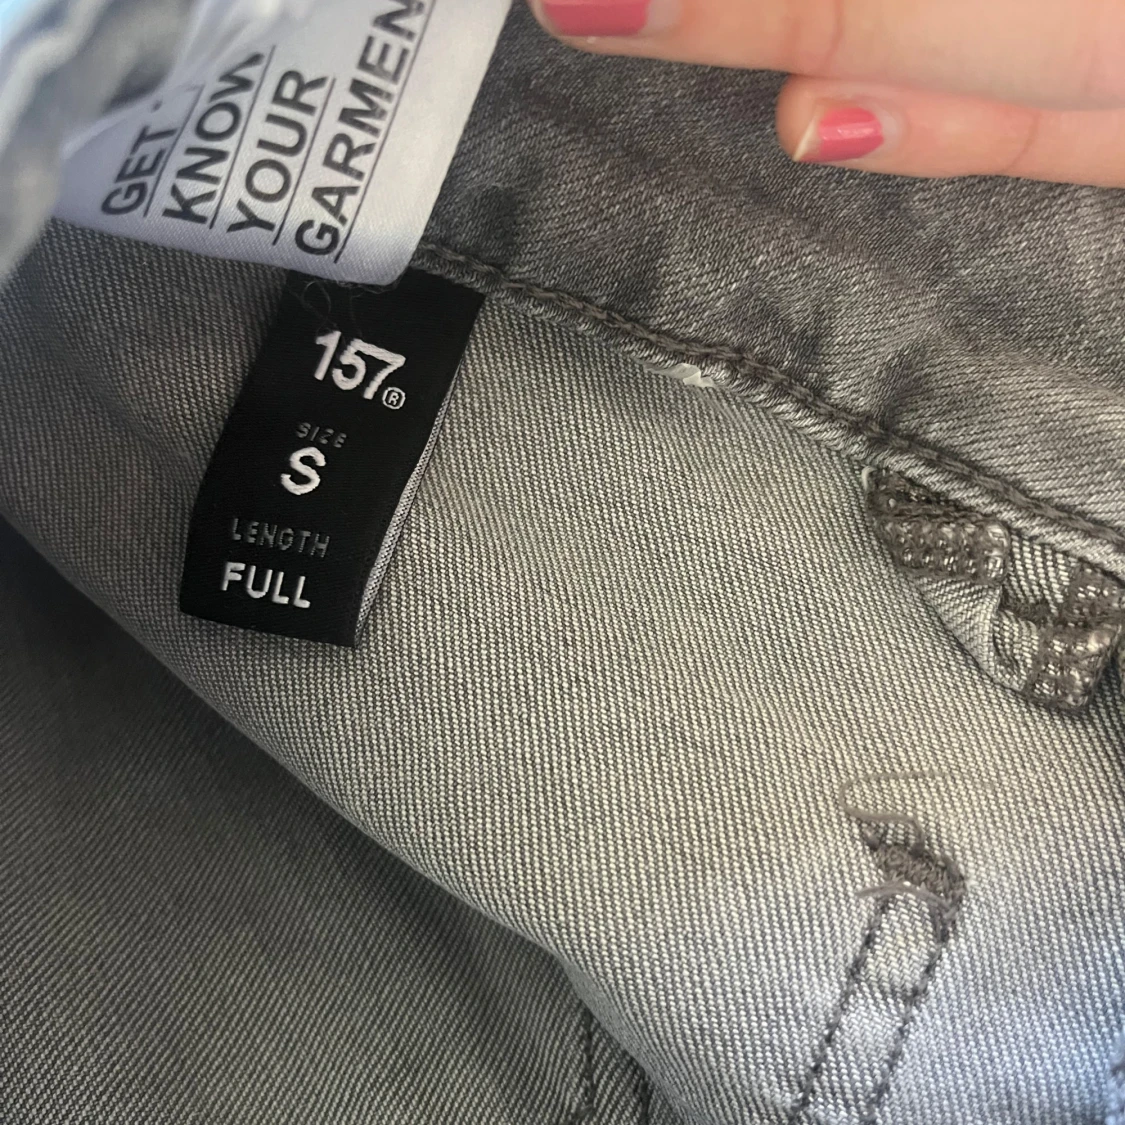 GET
KNOW
YOUR
GARMEN
157®
SIZE
S
LENGTH
FULL